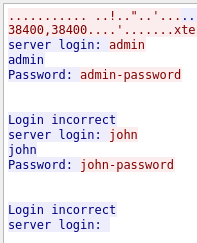 ........... ..!.."..'.......
38400,38400....'.......xte
server login: admin
admin
Password: admin-password
Login incorrect
server login: john
john
Password: john-password
Login incorrect
server login: